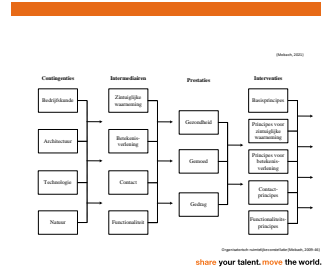 (Mobach, 2001)
Contingenties
Intermediairen
Prestaties
Interventies
Bedrijfskunde
Architectuur
Technologie
Natuur
Zintuiglijke
waarneming
Betekenis-
verlening
Contact
Functionaliteit
Gezondheid
Gemoed
Gedrag
Basisprincipes
Principes voor
zintuiglijke
waarneming
Principes voor
betekenis-
verlening
Contact-
principes
Functionaliteits-
principes
share your talent. move the world.